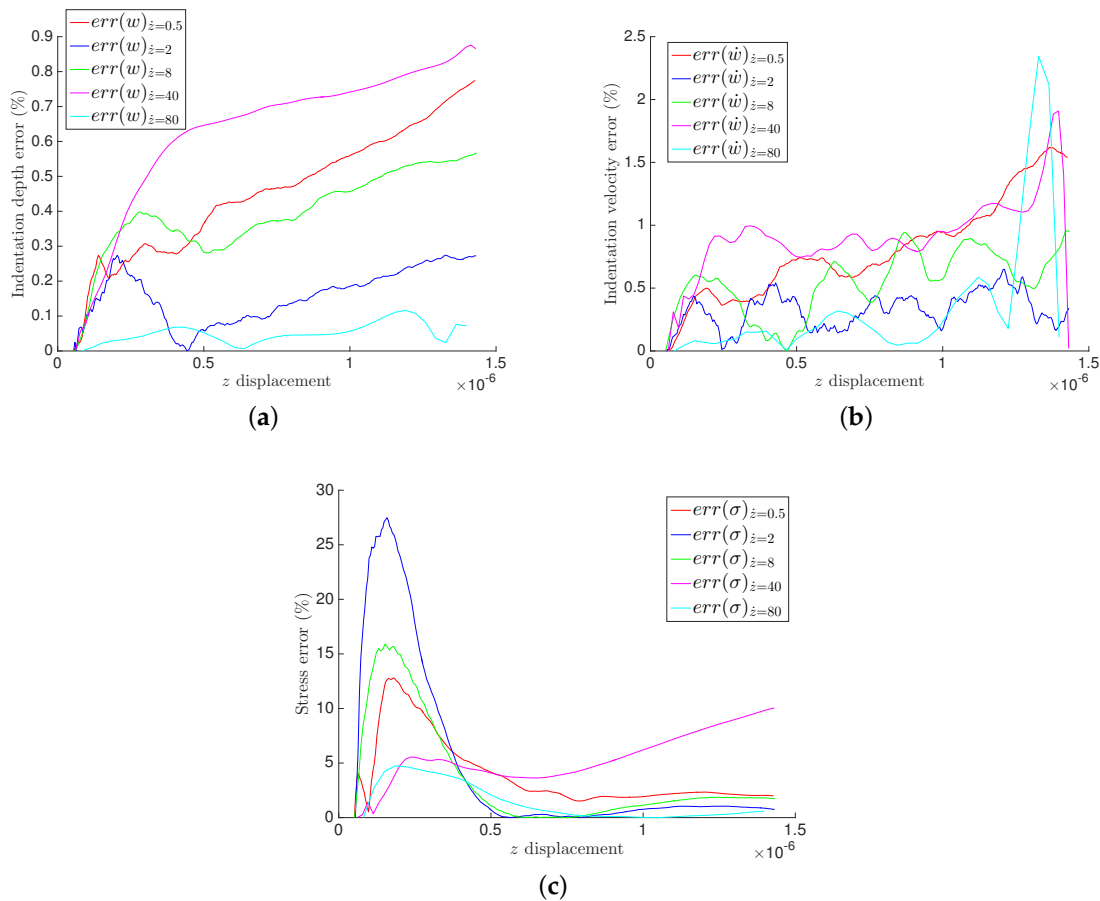 err(w)ż=0.5
err(w)ż=2
err(w)ż=8
err(w)ż=40
err(w)ż=80
Indentation depth error (%)
0.9
0.8
0.7
0.6
0.5
0.4
0.3
0.2
0.1
0
0
0.5
1
1.5
×10-6
z displacement
(a)
err(ẇ)ż=0.5
err(ẇ)ż=2
err(ẇ)ż=8
err(ẇ)ż=40
err(ẇ)ż=80
Indentation velocity error (%)
2.5
2
1.5
1
0.5
0
0
0.5
1
1.5
×10-6
z displacement
(b)
err(σ)ż=0.5
err(σ)ż=2
err(σ)ż=8
err(σ)ż=40
err(σ)ż=80
Stress error (%)
30
25
20
15
10
5
0
0
0.5
1
1.5
×10-6
z displacement
(c)